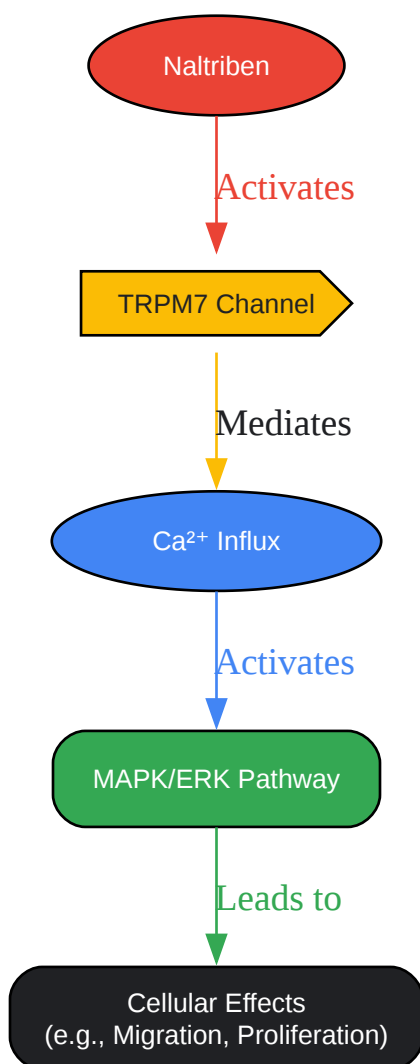 Naltriben
Activates
TRPM7 Channel
Mediates
Ca²⁺ Influx
Activates
MAPK/ERK Pathway
Leads to
Cellular Effects
(e.g., Migration, Proliferation)